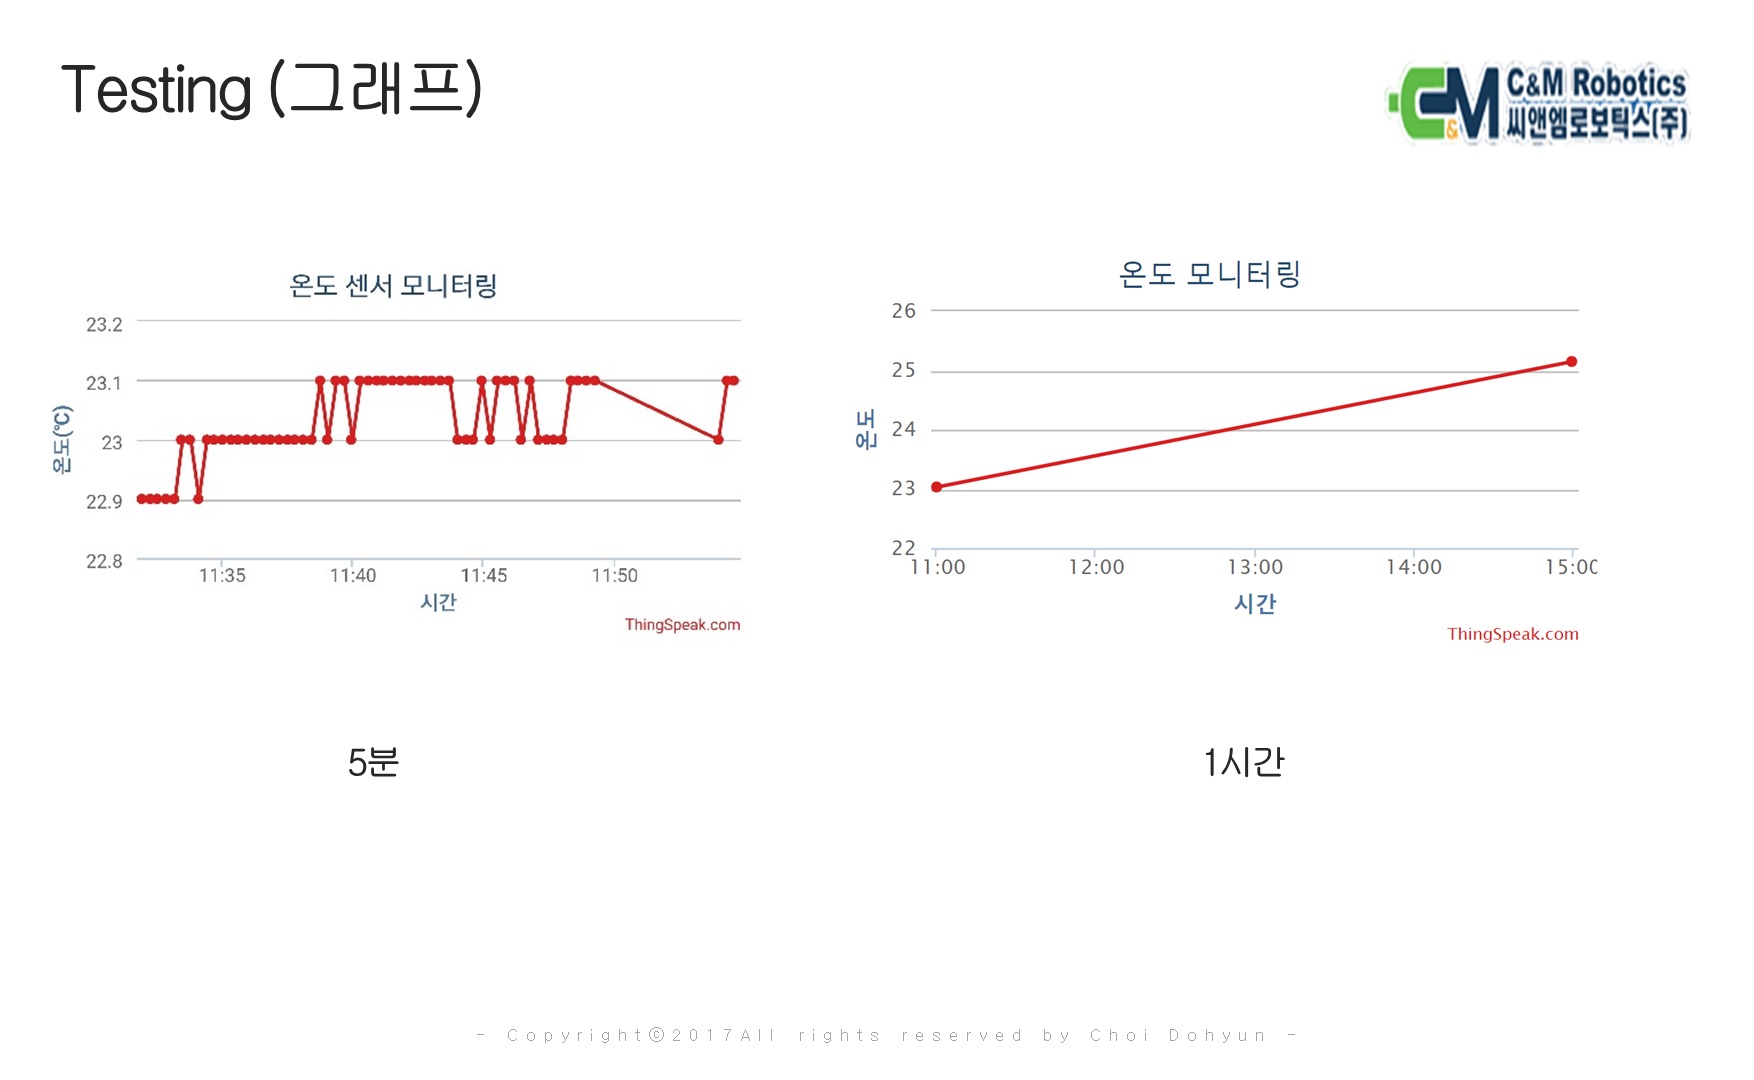 Testing (그래프)
C&M
C&M Robotics
씨앤엠로보틱스(주)
온도 센서 모니터링
23.2
23.1
23
22.9
22.8
온도(℃)
11:35 11:40 11:45 11:50
시간
ThingSpeak.com
5분
온도 모니터링
26
25
24
23
22
온도
11:00 12:00 13:00 14:00 15:00
시간
ThingSpeak.com
1시간
- Copyrightⓒ2017All rights reserved by Choi Dohyun -